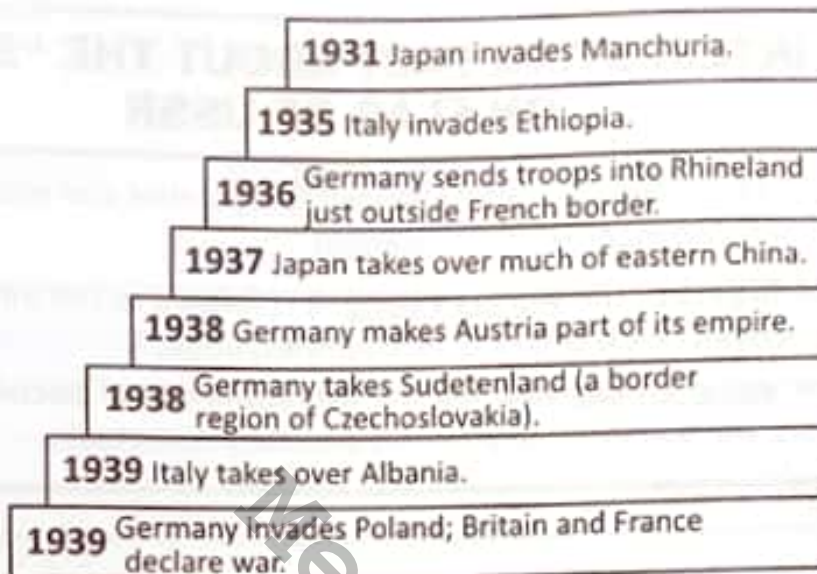 1931 Japan invades Manchuria.
1935 Italy invades Ethiopia.
1936 Germany sends troops into Rhineland
just outside French border.
1937 Japan takes over much of eastern China.
1938 Germany makes Austria part of its empire.
1938 Germany takes Sudetenland (a border
region of Czechoslovakia).
1939 Italy takes over Albania.
1939 Germany Invades Poland; Britain and France
declare war.